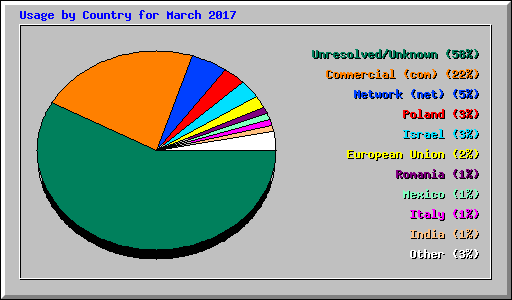 Usage by Country for March 2017
Unresolved/Unknown (58%)
Commercial (com) (22%)
Network (net) (5%)
Poland (3%)
Israel (3%)
European Union (2%)
Romania (1%)
Mexico (1%)
Italy (1%)
India (1%)
Other (3%)